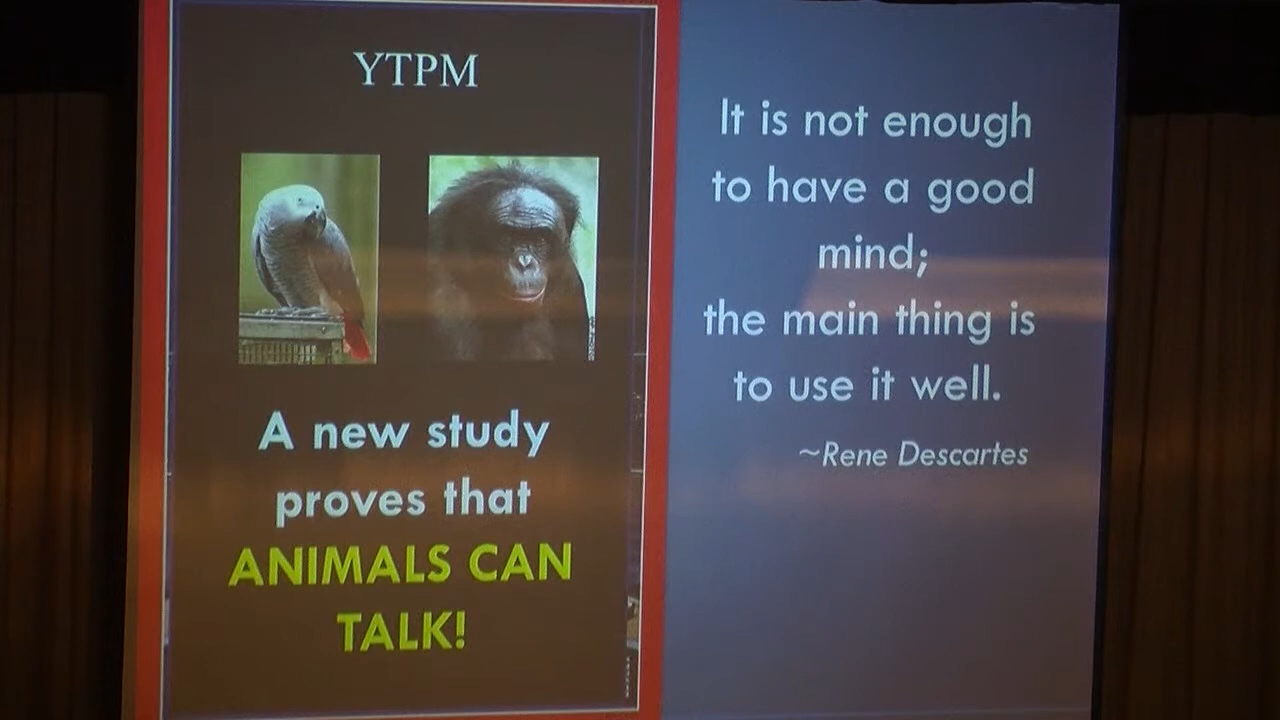 YTPM
A new study
proves that
ANIMALS CAN
TALK!
It is not enough
to have a good
mind;
the main thing is
to use it well.
~Rene Descartes